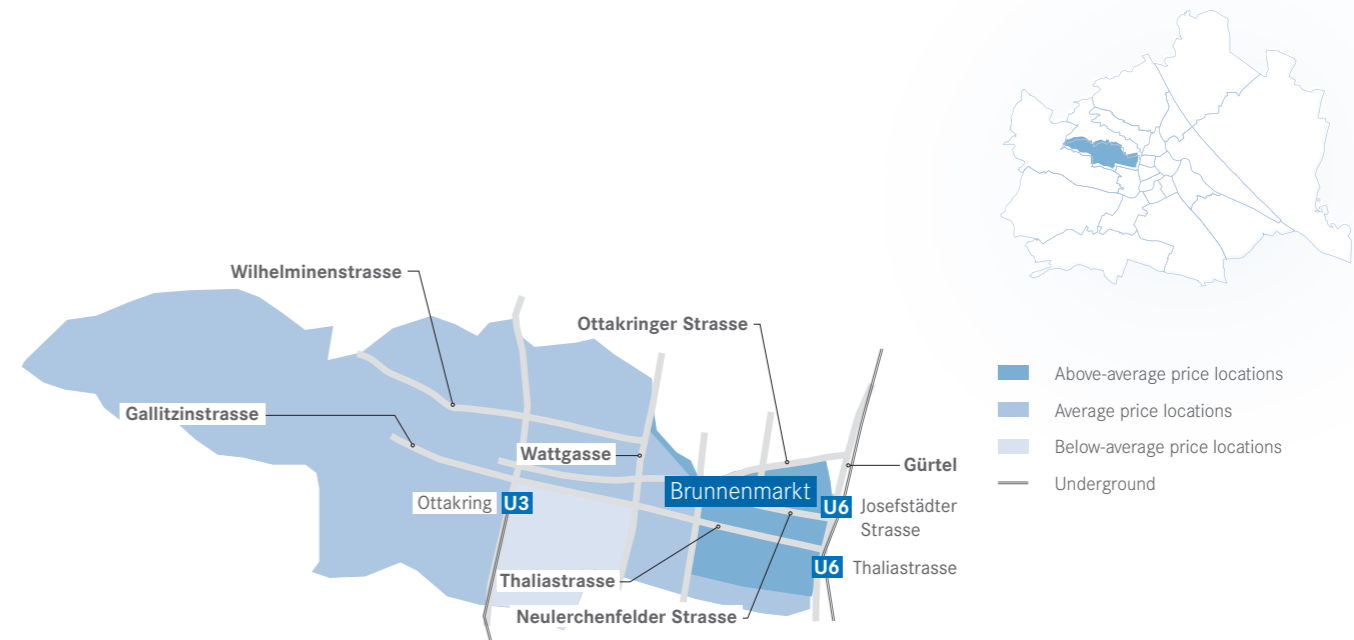 Wilhelminenstrasse
Ottakringer Strasse
Gallitzinstrasse
Wattgasse
Gürtel
Brunnenmarkt
Ottakring U3
U6 Josefstädter
Strasse
U6 Thaliastrasse
Thaliastrasse
Neulerchenfelder Strasse
Above-average price locations
Average price locations
Below-average price locations
Underground